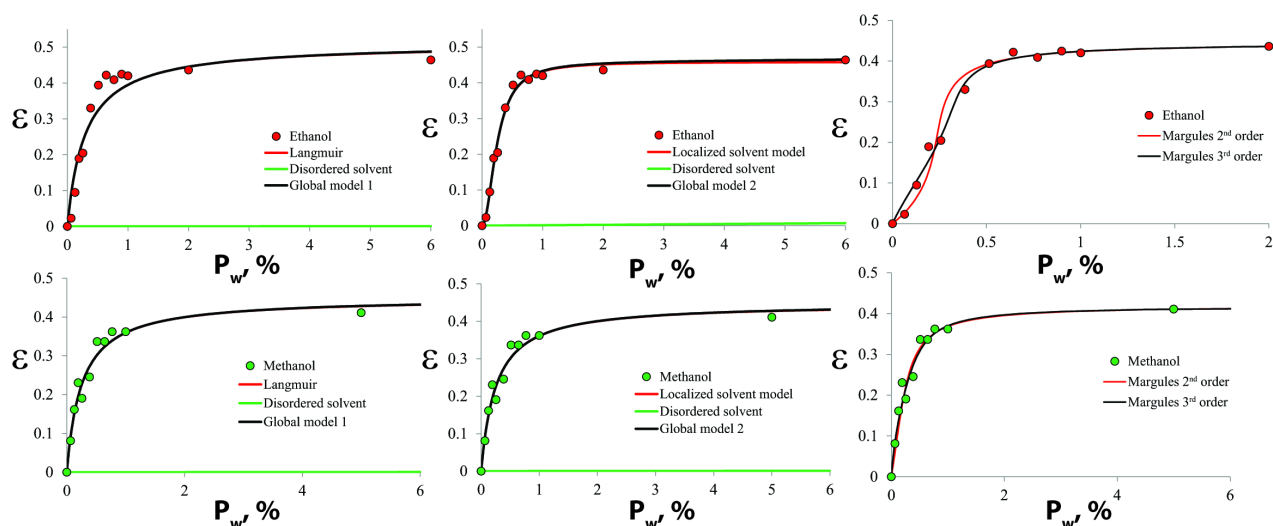 0.5
0.4
0.3
0.2
0.1
0
ε
0 1 2 3 4 5 6
P_w, %
Ethanol
Langmuir
Disordered solvent
Global model 1
0.5
0.4
0.3
0.2
0.1
0
ε
0 1 2 3 4 5 6
P_w, %
Ethanol
Localized solvent model
Disordered solvent
Global model 2
0.5
0.4
0.3
0.2
0.1
0
ε
0 0.5 1 1.5 2
P_w, %
Ethanol
Margules 2nd order
Margules 3rd order
0.5
0.4
0.3
0.2
0.1
0
ε
0 2 4 6
P_w, %
Methanol
Langmuir
Disordered solvent
Global model 1
0.5
0.4
0.3
0.2
0.1
0
ε
0 1 2 3 4 5 6
P_w, %
Methanol
Localized solvent model
Disordered solvent
Global model 2
0.5
0.4
0.3
0.2
0.1
0
ε
0 2 4 6
P_w, %
Methanol
Margules 2nd order
Margules 3rd order